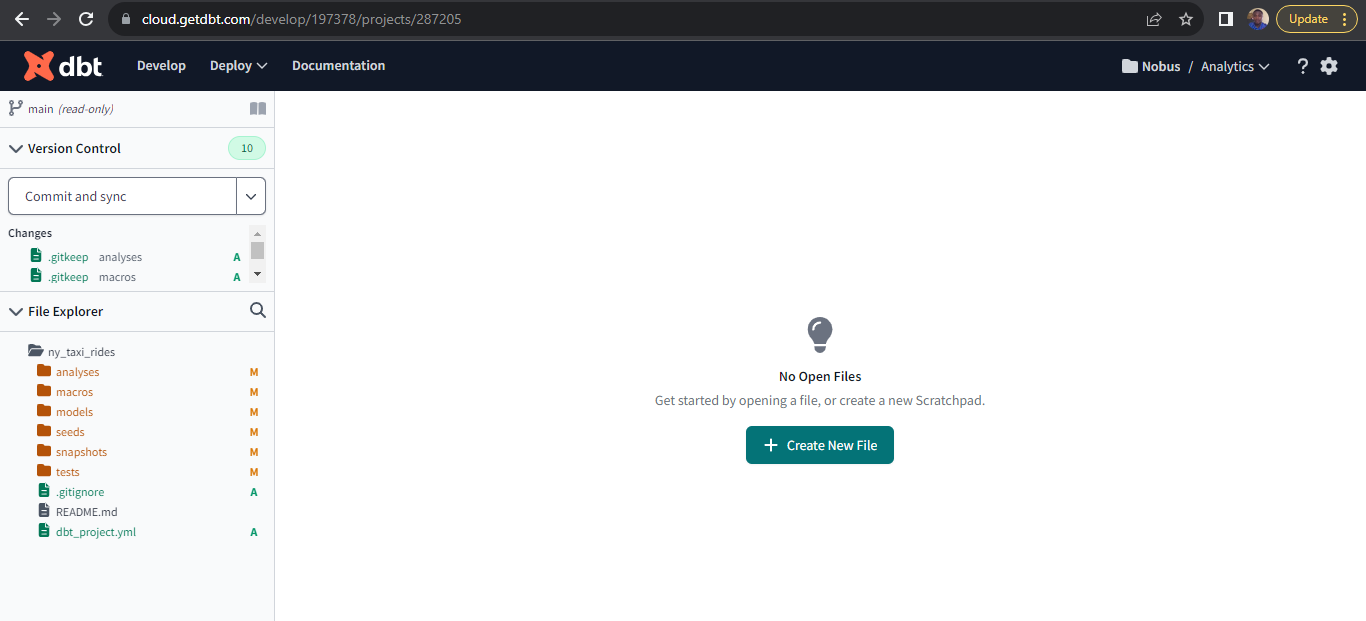 cloud.getdbt.com/develop/197378/projects/287205
Update
dbt Develop Deploy Documentation
Nobus / Analytics ?
main (read-only)
Version Control 10
Commit and sync
Changes
.gitkeep analyses A
.gitkeep macros A
File Explorer
ny_taxi_rides
analyses M
macros M
models M
seeds M
snapshots M
tests M
.gitignore A
README.md
dbt_project.yml A
No Open Files
Get started by opening a file, or create a new Scratchpad.
+ Create New File